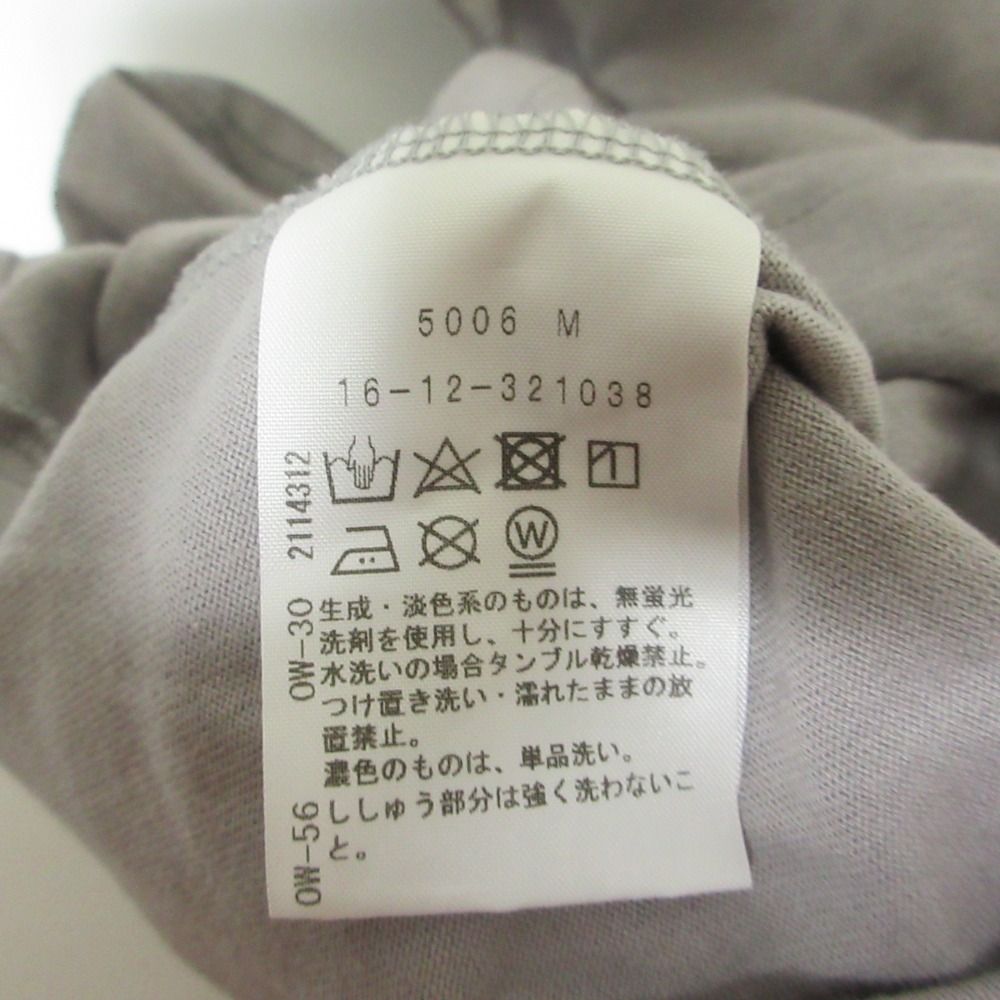 5006 M
16-12-321038
2114312
W
OW-30
生成・淡色系のものは、無蛍光
洗剤を使用し、十分にすすぐ。
水洗いの場合タンブル乾燥禁止。
つけ置き洗い・濡れたままの放
置禁止。
濃色のものは、単品洗い。
OW-56
ししゅう部分は強く洗わないこ
と。